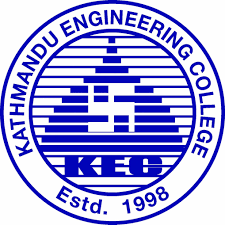 KATHMANDU ENGINEERING COLLEGE
KEC
Estd. 1998